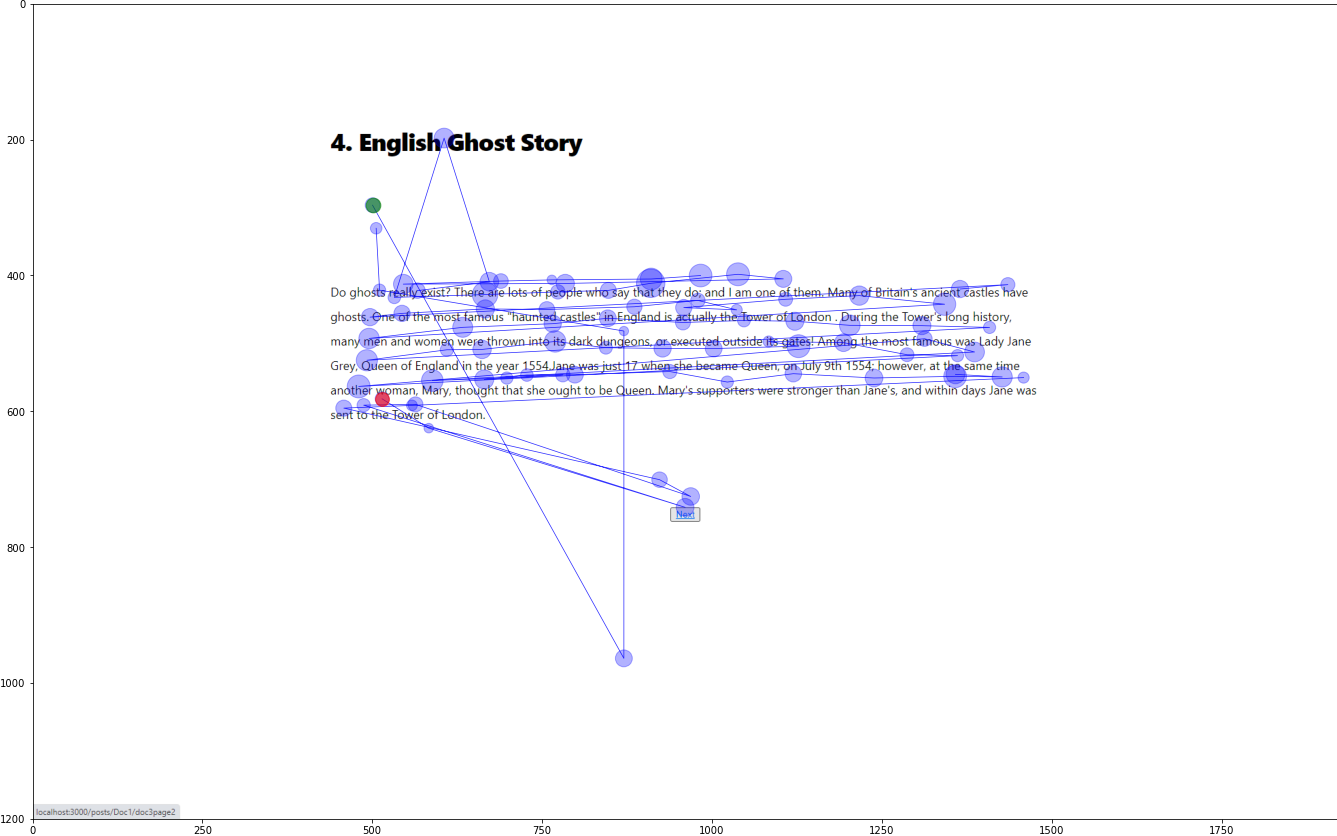 0
200
4. English Ghost Story
400
Do ghosts really exist? There are lots of people who say that they do; and I am one of them. Many of Britain's ancient castles have
ghosts. One of the most famous "haunted castles" in England is actually the Tower of London . During the Tower's long history,
many men and women were thrown into its dark dungeons, or executed outside its gates! Among the most famous was Lady Jane
Grey, Queen of England in the year 1554.Jane was just 17 when she became Queen, on July 9th 1554; however, at the same time
another woman, Mary, thought that she ought to be Queen. Mary's supporters were stronger than Jane's, and within days Jane was
600
sent to the Tower of London.
Next
800
1000
localhost:3000/posts/Doc1/doc3page2
1200
0 250 500 750 1000 1250 1500 1750